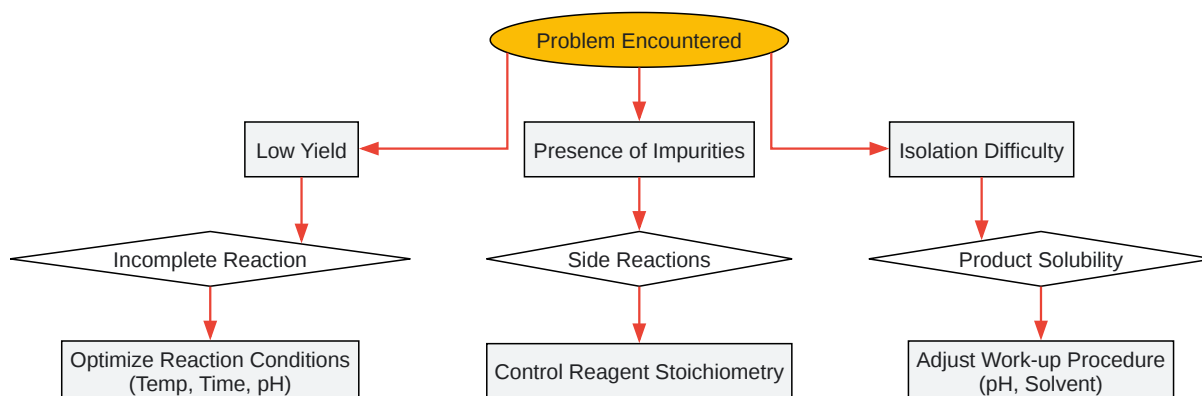 Problem Encountered
Low Yield
Presence of Impurities
Isolation Difficulty
Incomplete Reaction
Side Reactions
Product Solubility
Optimize Reaction Conditions
(Temp, Time, pH)
Control Reagent Stoichiometry
Adjust Work-up Procedure
(pH, Solvent)